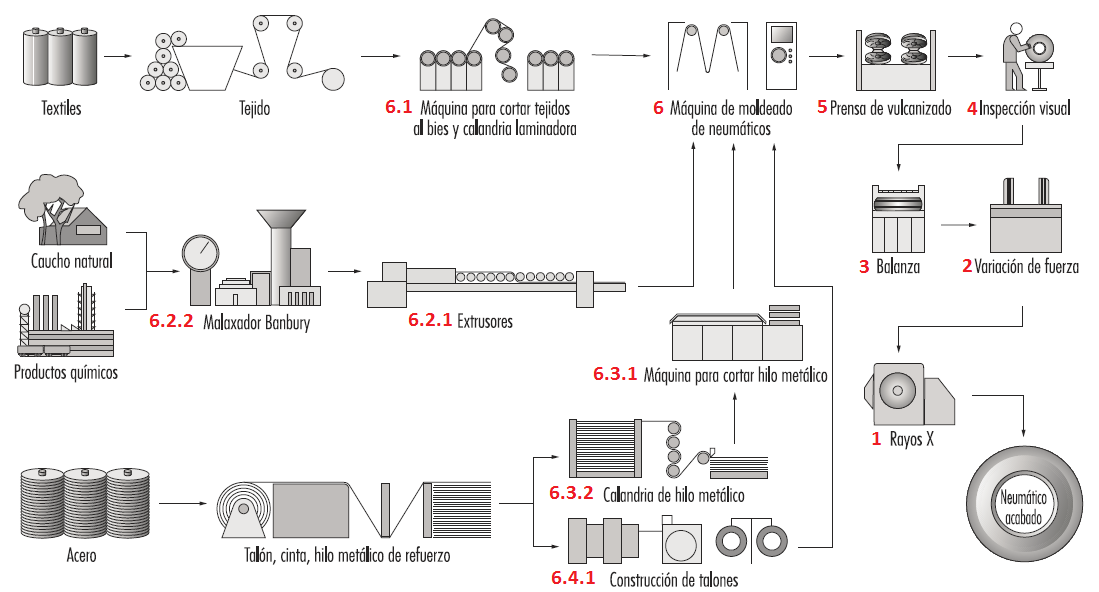 Textiles
Tejido
6.1 Máquina para cortar tejidos
al bies y calandria laminadora
6 Máquina de moldeado
de neumáticos
5 Prensa de vulcanizado
4 Inspección visual
Caucho natural
Productos químicos
6.2.2 Malaxador Banbury
6.2.1 Extrusores
3 Balanza
2 Variación de fuerza
6.3.1 Máquina para cortar hilo metálico
1 Rayos X
Acero
Talón, cinta, hilo metálico de refuerzo
6.3.2 Calandria de hilo metálico
6.4.1 Construcción de talones
Neumático
acabado